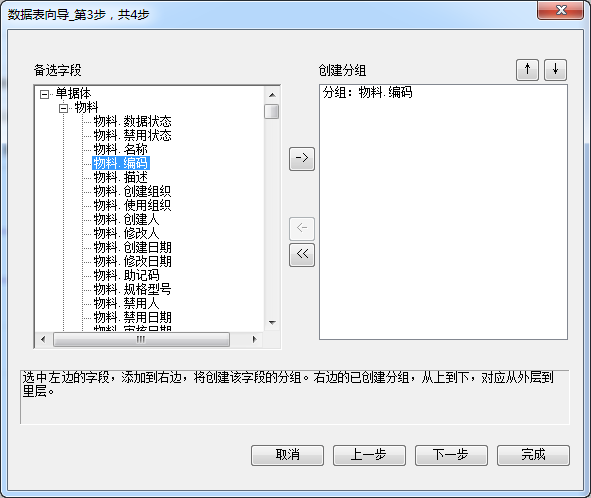 数据表向导_第3步，共4步
备选字段
创建分组
↑ ↓
单据体
物料
物料.数据状态
物料.禁用状态
物料.名称
物料.编码
物料.描述
物料.创建组织
物料.使用组织
物料.创建人
物料.修改人
物料.创建日期
物料.修改日期
物料.助记码
物料.规格型号
物料.禁用人
物料.禁用日期
物料.审核日期
->
<-
<<
分组：物料.编码
选中左边的字段，添加到右边，将创建该字段的分组。右边的已创建分组，从上到下，对应从外层到
里层。
取消 上一步 下一步 完成